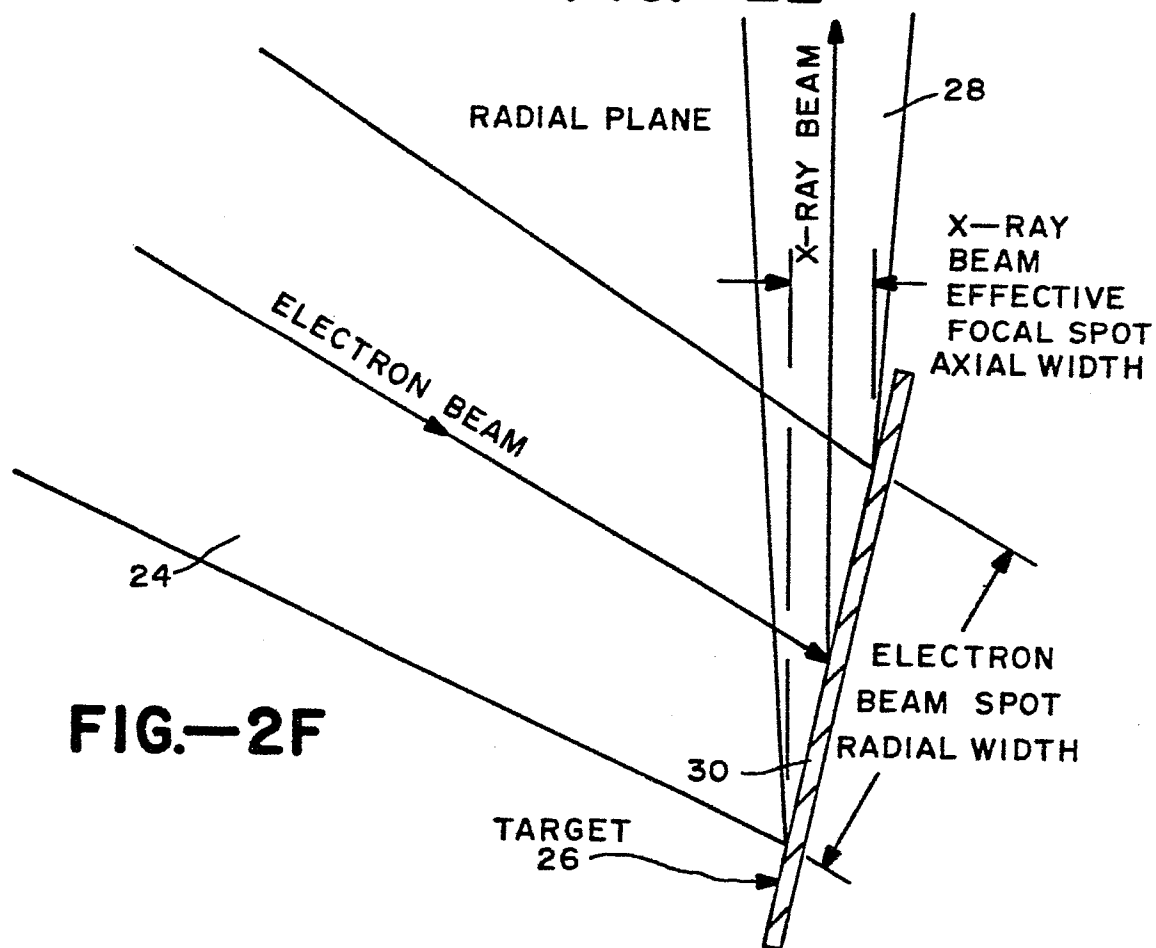 RADIAL PLANE
X-RAY BEAM
28
X-RAY
BEAM
EFFECTIVE
FOCAL SPOT
AXIAL WIDTH
ELECTRON BEAM
24
ELECTRON
BEAM SPOT
RADIAL WIDTH
FIG.-2F
30
TARGET
26